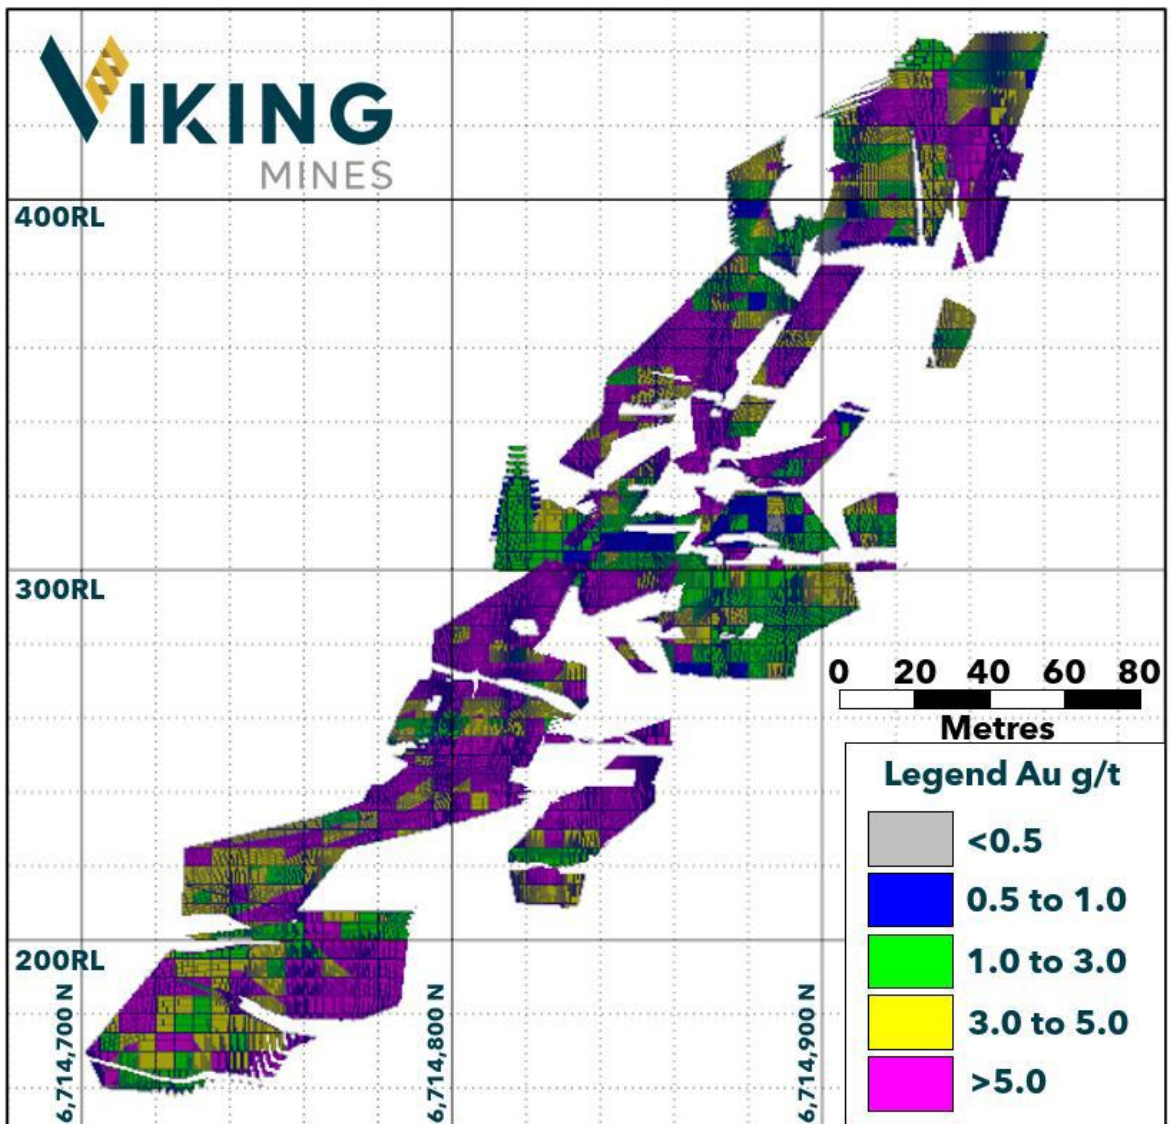 VIKING
MINES
400RL
300RL
0 20 40 60 80
Metres
Legend Au g/t
<0.5
0.5 to 1.0
1.0 to 3.0
3.0 to 5.0
>5.0
200RL
6,714,700 N
6,714,800 N
6,714,900 N